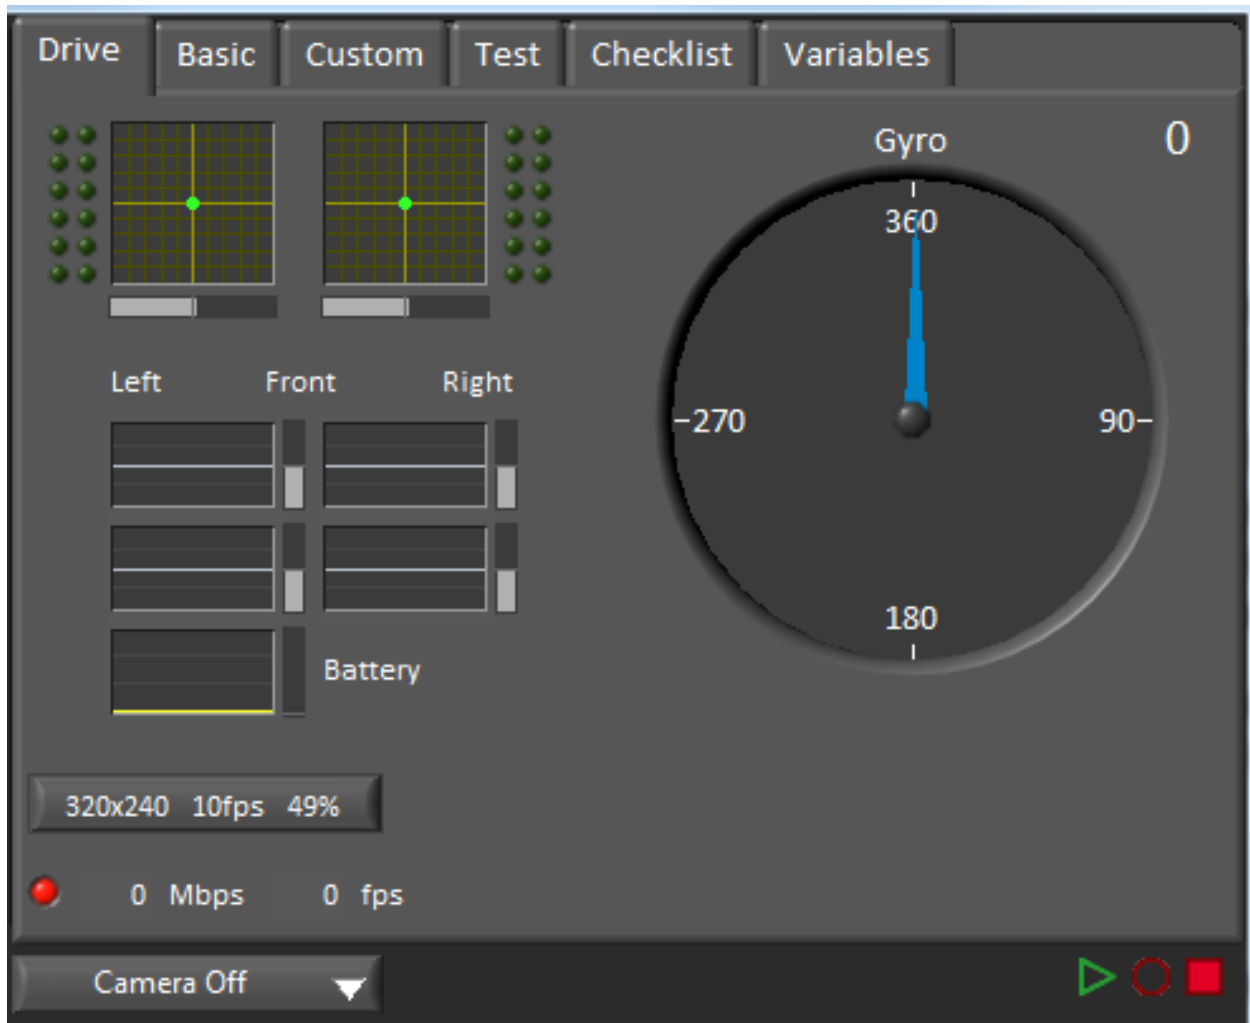 Drive Basic Custom Test Checklist Variables
Gyro 0
360
270 90
180
Left Front Right
Battery
320x240 10fps 49%
0 Mbps 0 fps
Camera Off